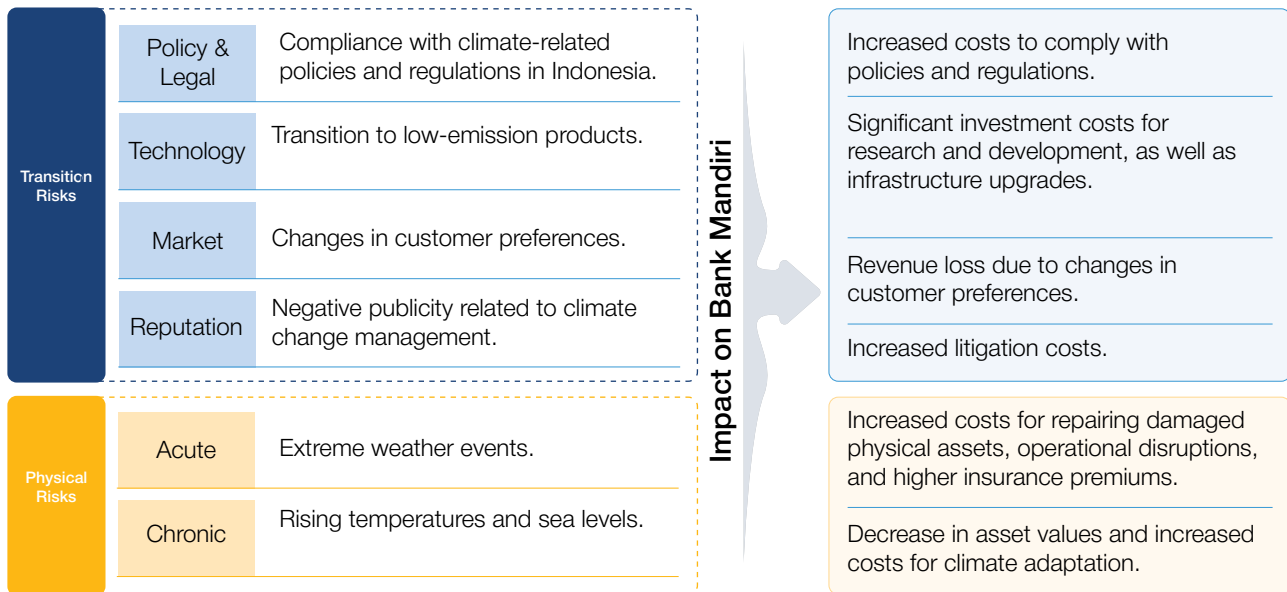 Transition
Risks
Policy &
Legal
Compliance with climate-related
policies and regulations in Indonesia.
Technology
Transition to low-emission products.
Market
Changes in customer preferences.
Reputation
Negative publicity related to climate
change management.
Physical
Risks
Acute
Extreme weather events.
Chronic
Rising temperatures and sea levels.
Impact on Bank Mandiri
Increased costs to comply with
policies and regulations.
Significant investment costs for
research and development, as well as
infrastructure upgrades.
Revenue loss due to changes in
customer preferences.
Increased litigation costs.
Increased costs for repairing damaged
physical assets, operational disruptions,
and higher insurance premiums.
Decrease in asset values and increased
costs for climate adaptation.